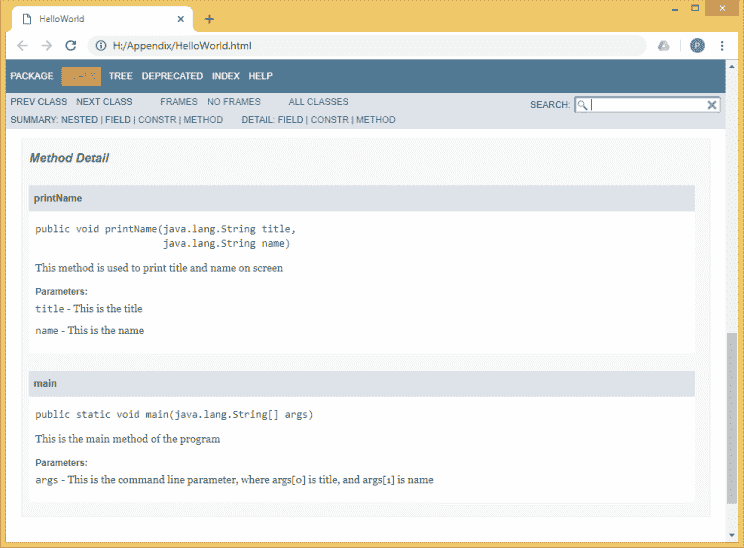 HelloWorld
H:/Appendix/HelloWorld.html
P
PACKAGE TREE DEPRECATED INDEX HELP
PREV CLASS NEXT CLASS FRAMES NO FRAMES ALL CLASSES
SEARCH:
SUMMARY: NESTED | FIELD | CONSTR | METHOD DETAIL: FIELD | CONSTR | METHOD
Method Detail
printName
public void printName(java.lang.String title,
java.lang.String name)
This method is used to print title and name on screen
Parameters:
title - This is the title
name - This is the name
main
public static void main(java.lang.String[] args)
This is the main method of the program
Parameters:
args - This is the command line parameter, where args[0] is title, and args[1] is name